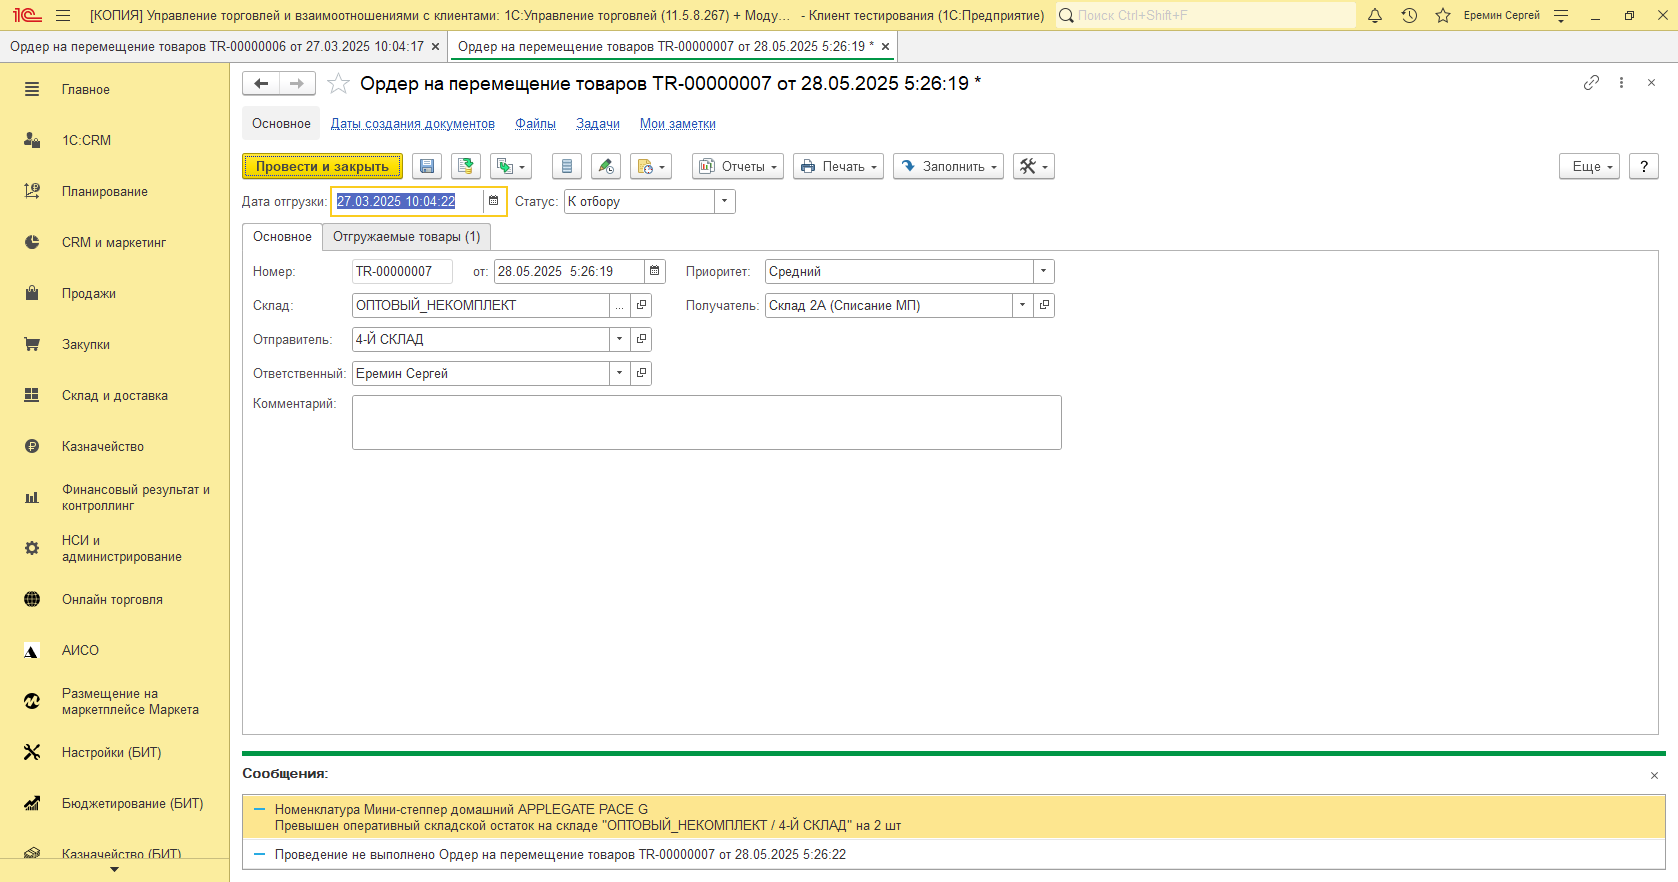 [КОПИЯ] Управление торговлей и взаимоотношениями с клиентами: 1С:Управление торговлей (11.5.8.267) + Моду... - Клиент тестирования (1С:Предприятие)
Поиск Ctrl+Shift+F
Еремин Сергей
Ордер на перемещение товаров TR-00000006 от 27.03.2025 10:04:17
Ордер на перемещение товаров TR-00000007 от 28.05.2025 5:26:19 *
Главное
1С:CRM
Планирование
CRM и маркетинг
Продажи
Закупки
Склад и доставка
Казначейство
Финансовый результат и
контроллинг
НСИ и
администрирование
Онлайн торговля
АИСО
Размещение на
маркетплейсе Маркета
Настройки (БИТ)
Бюджетирование (БИТ)
Казначейство (БИТ)
Ордер на перемещение товаров TR-00000007 от 28.05.2025 5:26:19 *
Основное Даты создания документов Файлы Задачи Мои заметки
Провести и закрыть Отчеты Печать Заполнить Еще ?
Дата отгрузки: 27.03.2025 10:04:22 Статус: К отбору
Основное Отгружаемые товары (1)
Номер: TR-00000007 от: 28.05.2025 5:26:19 Приоритет: Средний
Склад: ОПТОВЫЙ_НЕКОМПЛЕКТ ... Получатель: Склад 2А (Списание МП)
Отправитель: 4-Й СКЛАД
Ответственный: Еремин Сергей
Комментарий:
Сообщения:
Номенклатура Мини-степпер домашний APPLEGATE PACE G
Превышен оперативный складской остаток на складе "ОПТОВЫЙ_НЕКОМПЛЕКТ / 4-Й СКЛАД" на 2 шт
Проведение не выполнено Ордер на перемещение товаров TR-00000007 от 28.05.2025 5:26:22